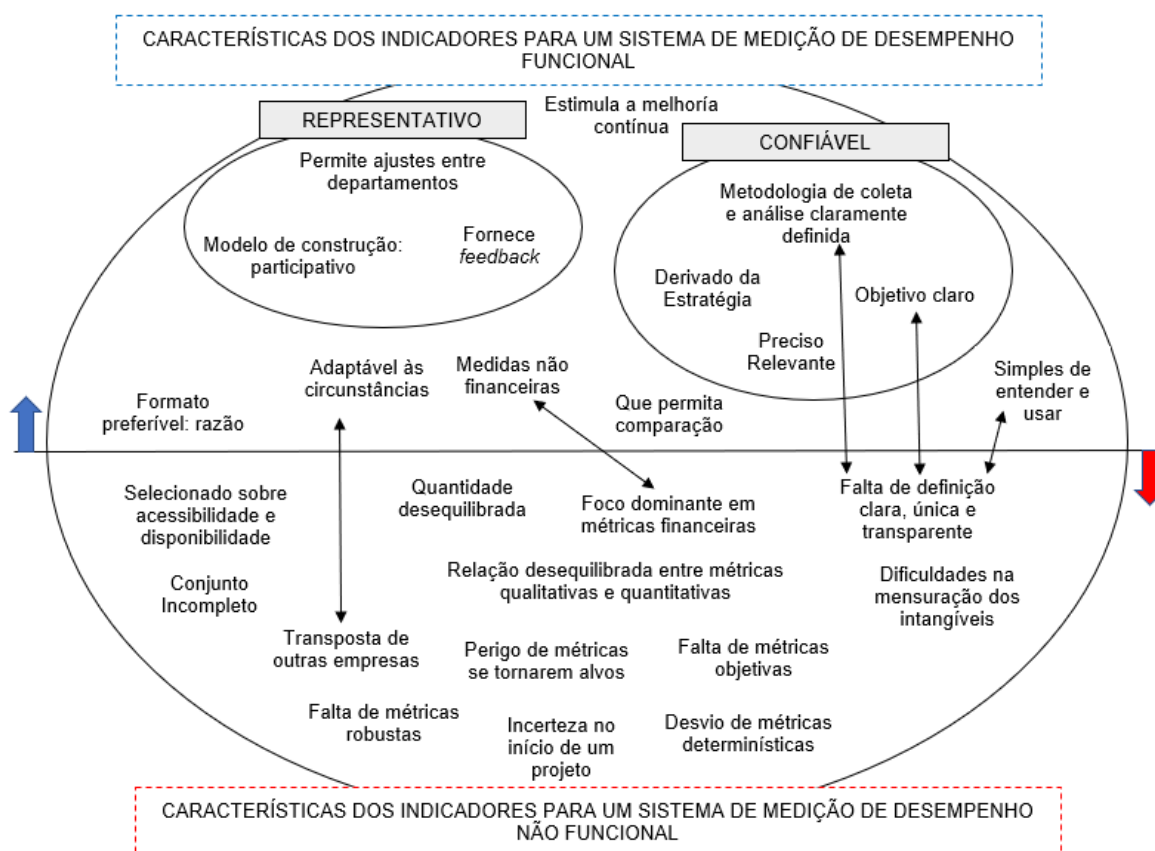 CARACTERÍSTICAS DOS INDICADORES PARA UM SISTEMA DE MEDIÇÃO DE DESEMPENHO
FUNCIONAL
REPRESENTATIVO
Estimula a melhoría
contínua
CONFIÁVEL
Permite ajustes entre
departamentos
Modelo de construção:
participativo
Fornece
feedback
Metodologia de coleta
e análise claramente
definida
Derivado da
Estratégia
Objetivo claro
Preciso
Relevante
Formato
preferível: razão
Adaptável às
circunstâncias
Medidas não
financeiras
Que permita
comparação
Simples de
entender e
usar
Selecionado sobre
acessibilidade e
disponibilidade
Quantidade
desequilibrada
Foco dominante em
métricas financeiras
Falta de definição
clara, única e
transparente
Conjunto
Incompleto
Relação desequilibrada entre métricas
qualitativas e quantitativas
Dificuldades na
mensuração dos
intangíveis
Transposta de
outras empresas
Perigo de métricas
se tornarem alvos
Falta de métricas
objetivas
Falta de métricas
robustas
Incerteza no
início de um
projeto
Desvio de métricas
determinísticas
CARACTERÍSTICAS DOS INDICADORES PARA UM SISTEMA DE MEDIÇÃO DE DESEMPENHO
NÃO FUNCIONAL